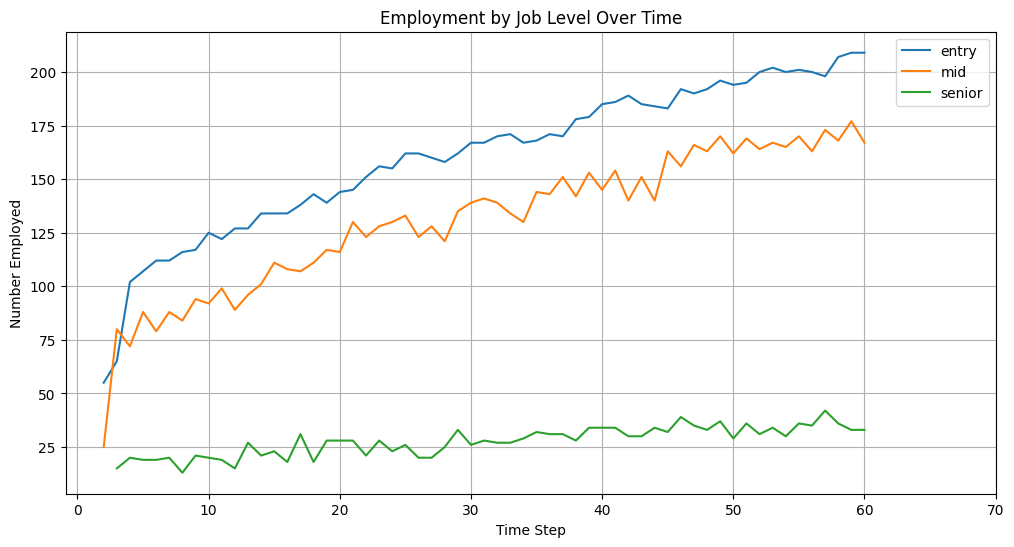 Employment by Job Level Over Time
entry
mid
senior
Number Employed
200
175
150
125
100
75
50
25
0 10 20 30 40 50 60 70
Time Step